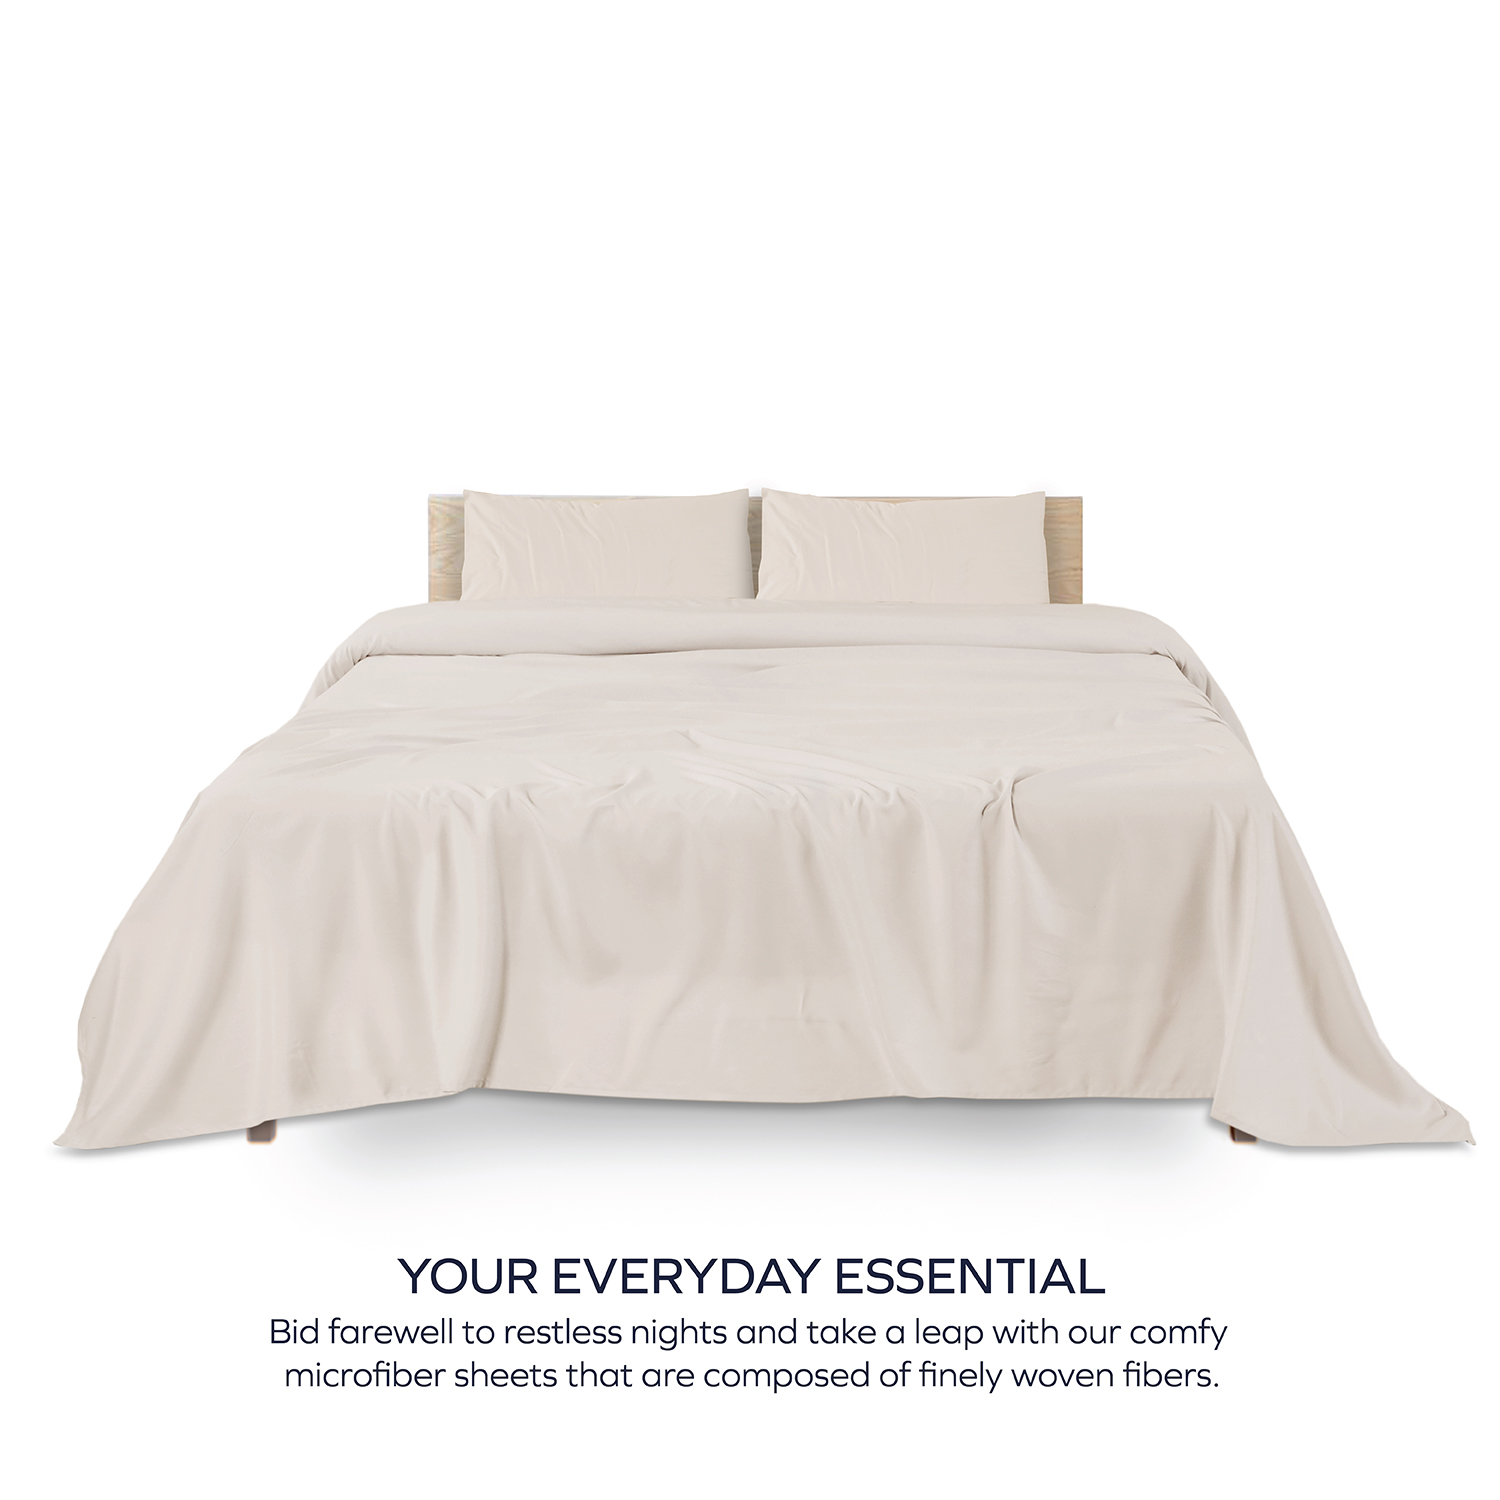 YOUR EVERYDAY ESSENTIAL
Bid farewell to restless nights and take a leap with our comfy
microfiber sheets that are composed of finely woven fibers.